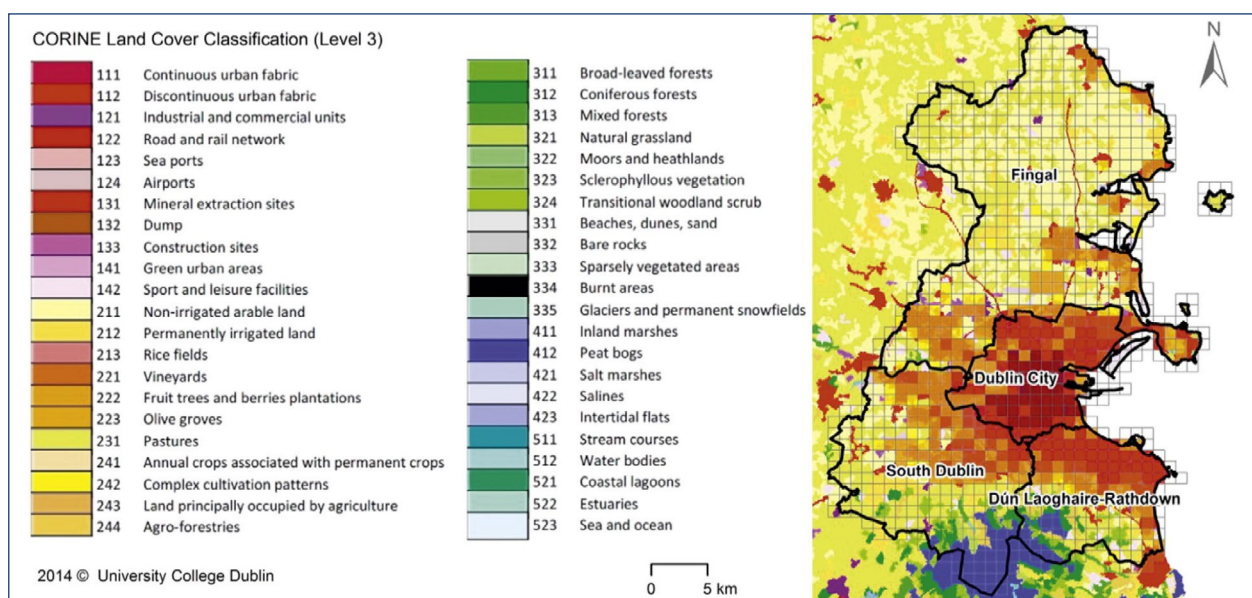 CORINE Land Cover Classification (Level 3)
111 Continuous urban fabric
112 Discontinuous urban fabric
121 Industrial and commercial units
122 Road and rail network
123 Sea ports
124 Airports
131 Mineral extraction sites
132 Dump
133 Construction sites
141 Green urban areas
142 Sport and leisure facilities
211 Non-irrigated arable land
212 Permanently irrigated land
213 Rice fields
221 Vineyards
222 Fruit trees and berries plantations
223 Olive groves
231 Pastures
241 Annual crops associated with permanent crops
242 Complex cultivation patterns
243 Land principally occupied by agriculture
244 Agro-forestries
311 Broad-leaved forests
312 Coniferous forests
313 Mixed forests
321 Natural grassland
322 Moors and heathlands
323 Sclerophyllous vegetation
324 Transitional woodland scrub
331 Beaches, dunes, sand
332 Bare rocks
333 Sparsely vegetated areas
334 Burnt areas
335 Glaciers and permanent snowfields
411 Inland marshes
412 Peat bogs
421 Salt marshes
422 Salines
423 Intertidal flats
511 Stream courses
512 Water bodies
521 Coastal lagoons
522 Estuaries
523 Sea and ocean
2014 © University College Dublin
0 5 km
N
Fingal
Dublin City
South Dublin
Dún Laoghaire-Rathdown